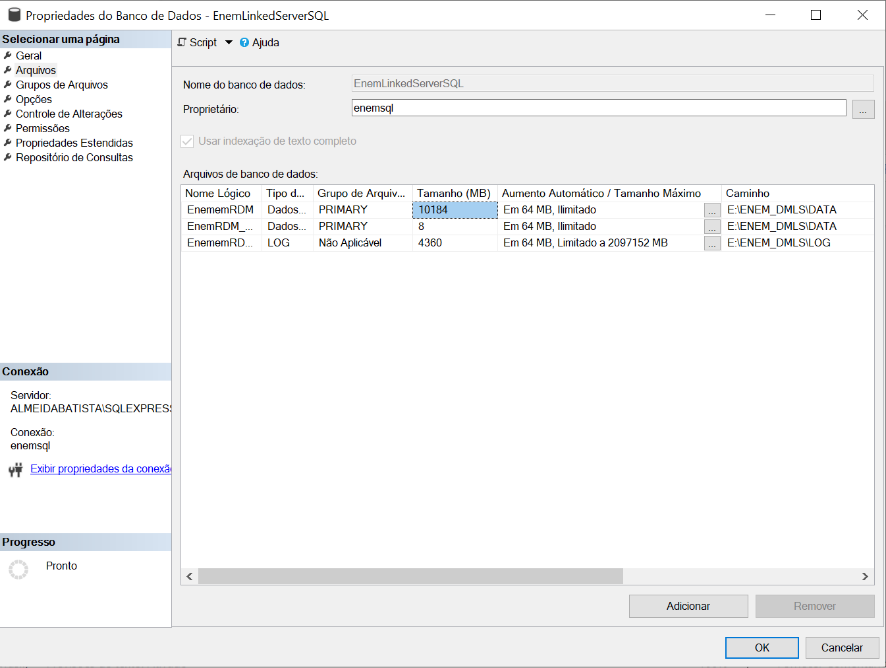 Propriedades do Banco de Dados - EnemLinkedServerSQL
Selecionar uma página
Geral
Arquivos
Grupos de Arquivos
Opções
Controle de Alterações
Permissões
Propriedades Estendidas
Repositório de Consultas
Conexão
Servidor:
ALMEIDABATISTA\SQLEXPRESS
Conexão:
enemsql
Exibir propriedades da conexão
Progresso
Pronto
Script Ajuda
Nome do banco de dados: EnemLinkedServerSQL
Proprietário: enemsql ...
Usar indexação de texto completo
Arquivos de banco de dados:
Nome Lógico Tipo d... Grupo de Arquiv... Tamanho (MB) Aumento Automático / Tamanho Máximo Caminho
EnememRDM Dados... PRIMARY 10184 Em 64 MB, Ilimitado ... E:\ENEM_DMLS\DATA
EnemRDM_... Dados... PRIMARY 8 Em 64 MB, Ilimitado ... E:\ENEM_DMLS\DATA
EnememRD... LOG Não Aplicável 4360 Em 64 MB, Limitado a 2097152 MB ... E:\ENEM_DMLS\LOG
Adicionar Remover
OK Cancelar